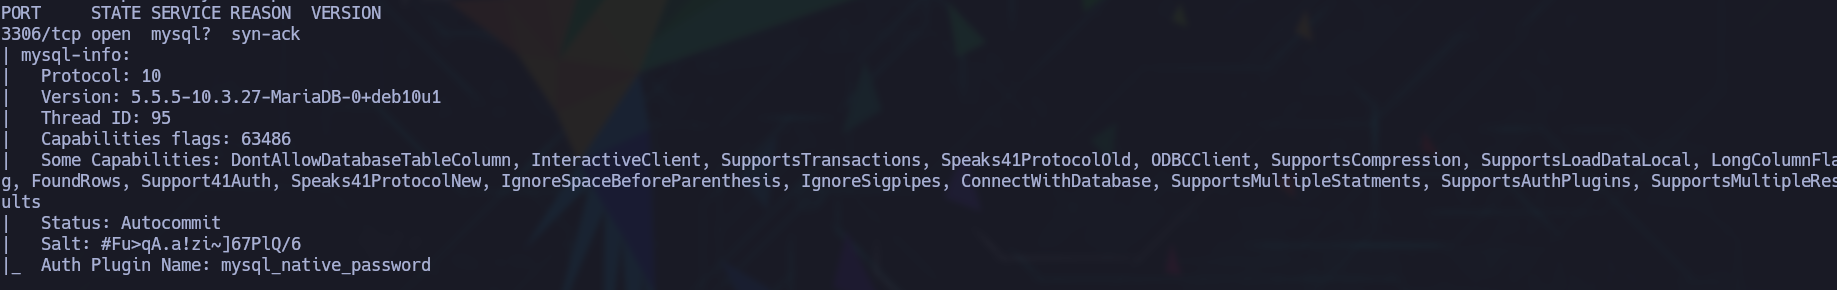 PORT     STATE SERVICE REASON  VERSION
3306/tcp open  mysql?  syn-ack
| mysql-info:
|   Protocol: 10
|   Version: 5.5.5-10.3.27-MariaDB-0+deb10u1
|   Thread ID: 95
|   Capabilities flags: 63486
|   Some Capabilities: DontAllowDatabaseTableColumn, InteractiveClient, SupportsTransactions, Speaks41ProtocolOld, ODBCClient, SupportsCompression, SupportsLoadDataLocal, LongColumnFla
g, FoundRows, Support41Auth, Speaks41ProtocolNew, IgnoreSpaceBeforeParenthesis, IgnoreSigpipes, ConnectWithDatabase, SupportsMultipleStatments, SupportsAuthPlugins, SupportsMultipleRes
ults
|   Status: Autocommit
|   Salt: #Fu>qA.a!zi~]67PlQ/6
|_  Auth Plugin Name: mysql_native_password